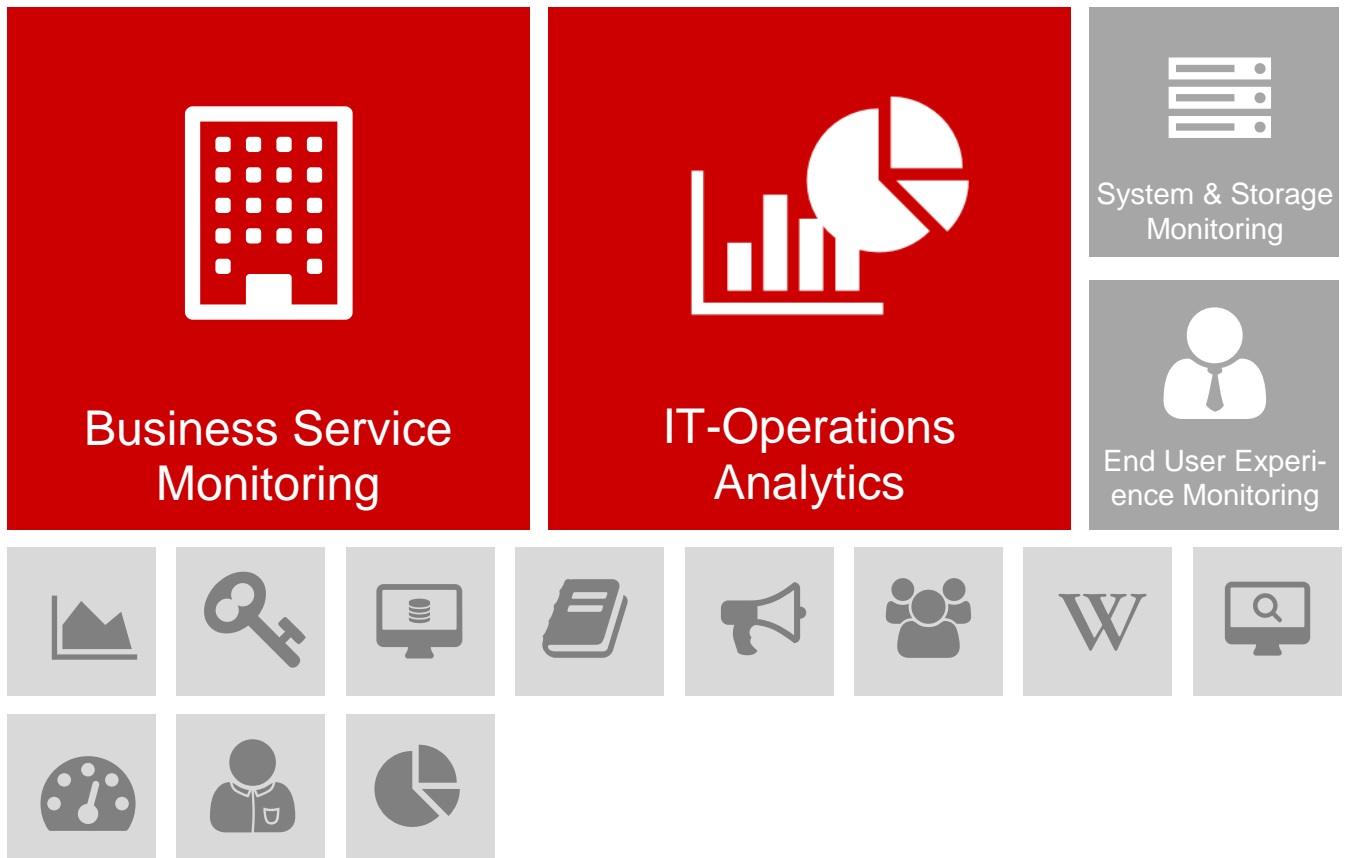 Business Service
Monitoring
IT-Operations
Analytics
System & Storage
Monitoring
End User Experi-
ence Monitoring
W